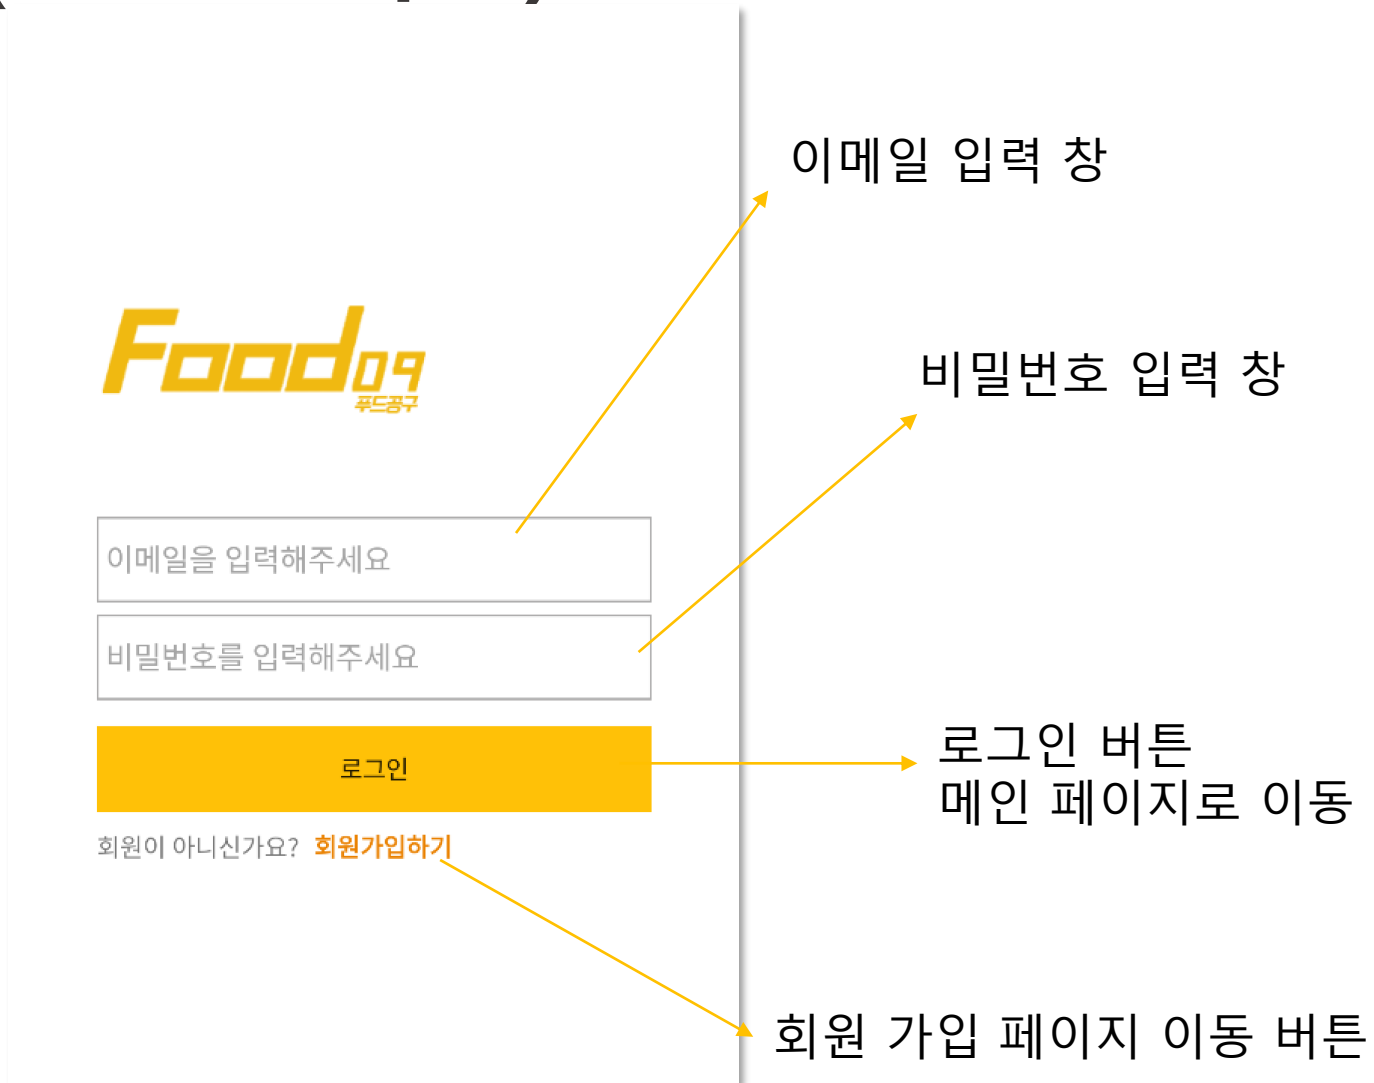 이메일 입력 창
Food09
푸드공구
비밀번호 입력 창
이메일을 입력해주세요
비밀번호를 입력해주세요
로그인
로그인 버튼
메인 페이지로 이동
회원이 아니신가요? 회원가입하기
회원 가입 페이지 이동 버튼